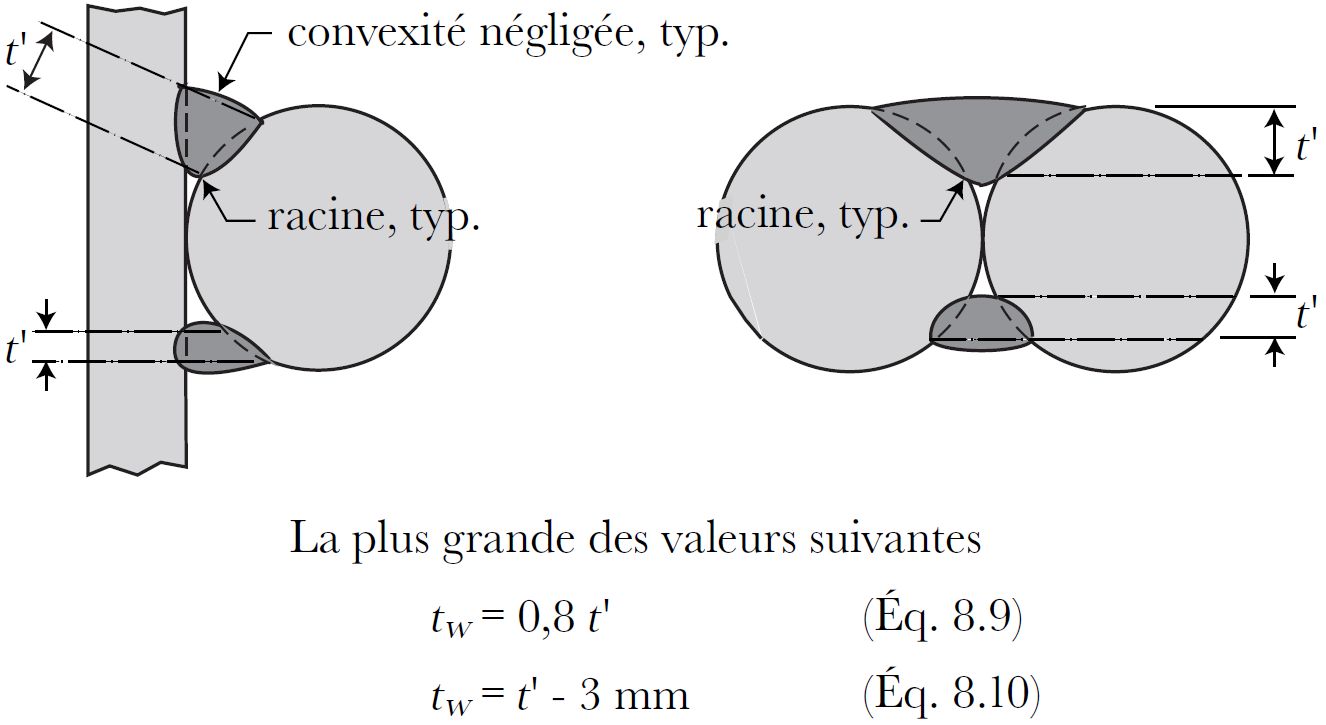 convexité négligée, typ.
t'
racine, typ.
t'
racine, typ.
t'
t'
La plus grande des valeurs suivantes
tw = 0,8 t' (Éq. 8.9)
tw = t' - 3 mm (Éq. 8.10)